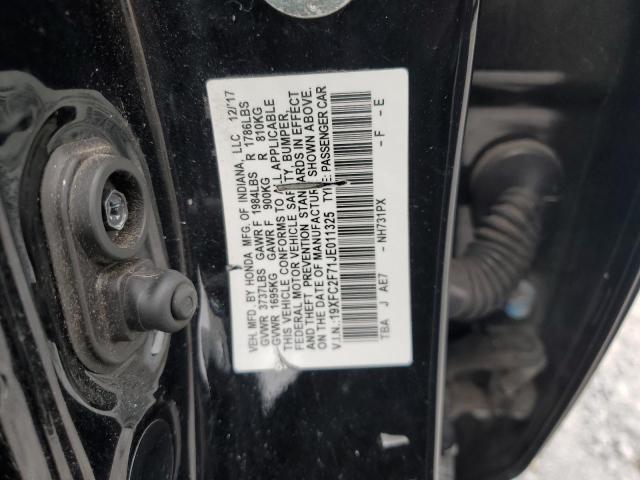 VEH. MFD. BY HONDA MFG. OF INDIANA, LLC 12/'17
GVWR 3737LBS GAWR F 1984LBS R 1786LBS
GVWR 1695KG GAWR F 900KG R 810KG
THIS VEHICLE CONFORMS TO ALL APPLICABLE
FEDERAL MOTOR VEHICLE SAFETY, BUMPER,
AND THEFT PREVENTION STANDARDS IN EFFECT
ON THE DATE OF MANUFACTURE SHOWN ABOVE.
V.I.N.: 19XFC2F71JE011325 TYPE: PASSENGER CAR
TBA J AE7 - NH731PX - F - E